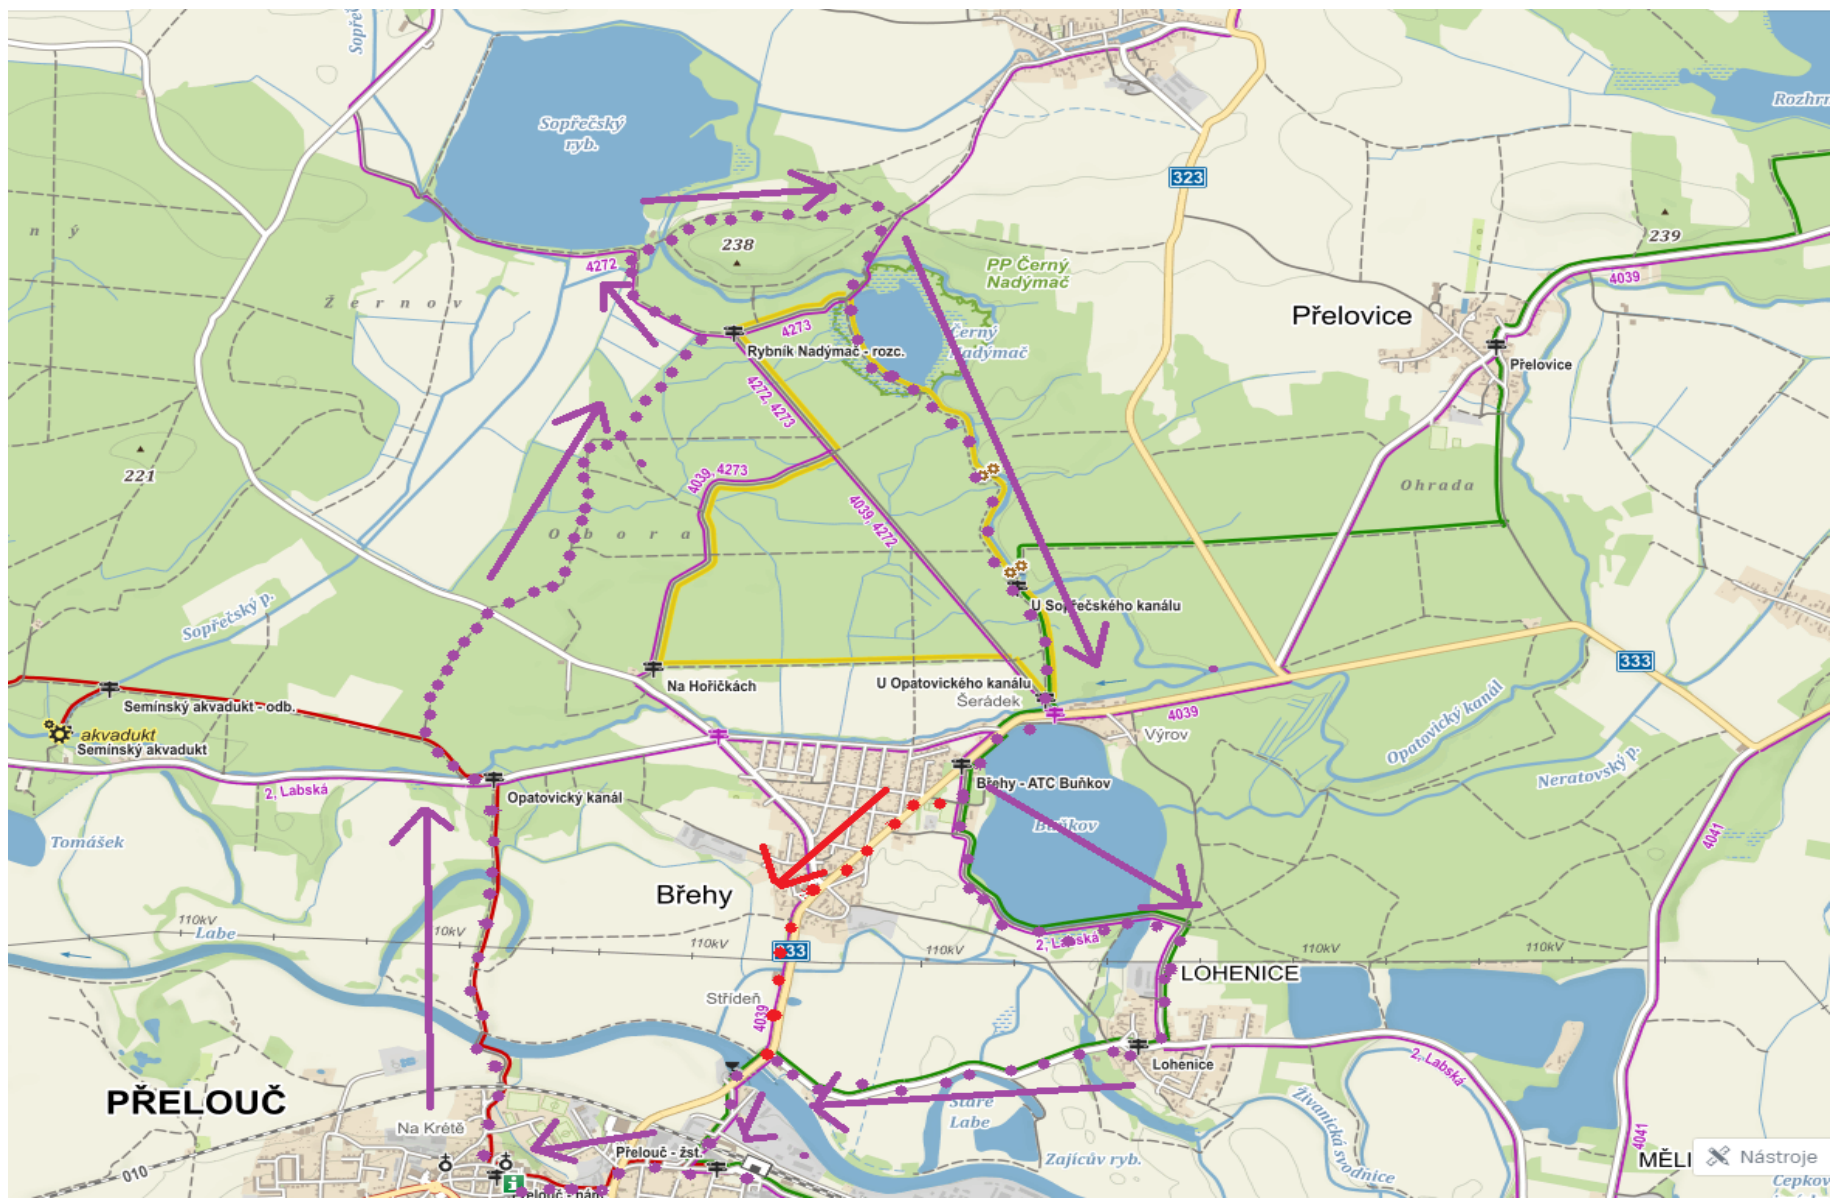 Sopřečský
ryb.
Rozhrn
323
n ý
238
239
4272
PP Černý
Nadýmač
4039
Ž e r n o v
Přelovice
4273
Černý
Nadýmač
Rybník Nadýmač - rozc.
Přelovice
4272, 4273
221
4039, 4273
Ohrada
4039, 4272
O b o r a
Sopřečský p.
U Sopřečského kanálu
333
Na Hořičkách
U Opatovického kanálu
Šerádek
Semínský akvadukt - odb.
4039
akvadukt
Semínský akvadukt
Výrov
Opatovický kanál
Neratovský p.
2, Labská
Opatovický kanál
Břehy - ATC Buňkov
Buňkov
Tomášek
4041
Břehy
110kV
Labe
10kV
110kV
333
110kV
2, Labská
110kV
110kV
LOHENICE
Střídeň
4039
Lohenice
2, Labská
PŘELOUČ
Na Krétě
Staré
Labe
Živanická svodnice
4041
Přelouč - žst.
010
Zajícův ryb.
MĚLI
Nástroje
Přelouč - nám.
Čepkov